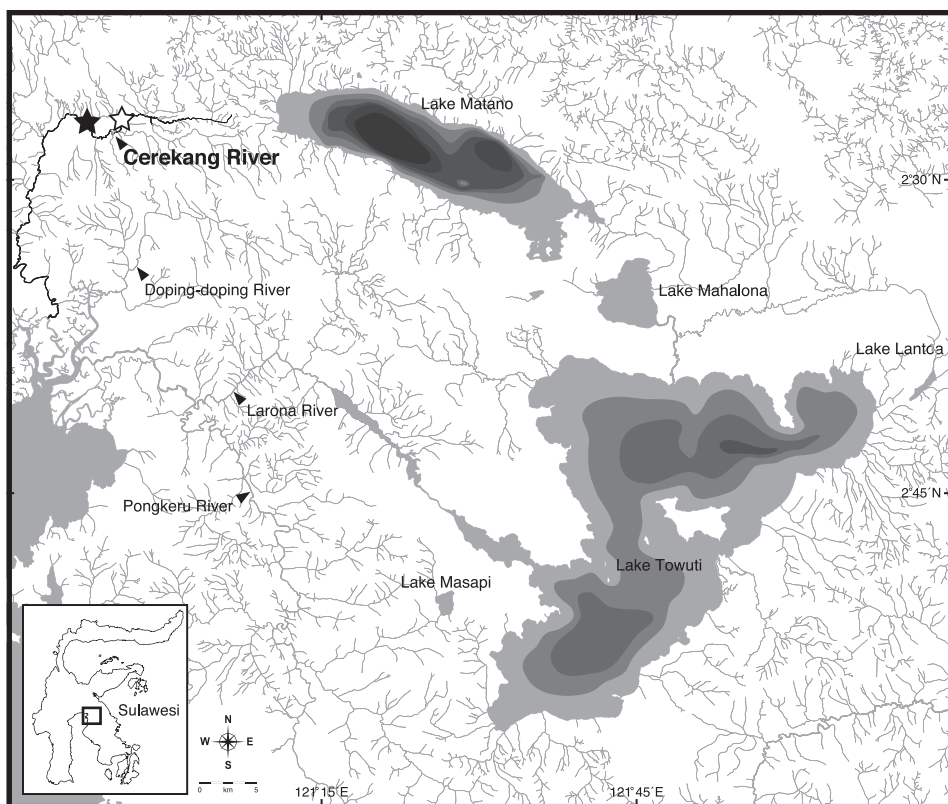 Lake Matano
Cerekang River
2°30 N
Doping-doping River
Lake Mahalona
Lake Lantoa
Larona River
2°45´N
Pongkeru River
Lake Towuti
Lake Masapi
Sulawesi
N
W E
S
0 km 5
121°15´E
121°45´E